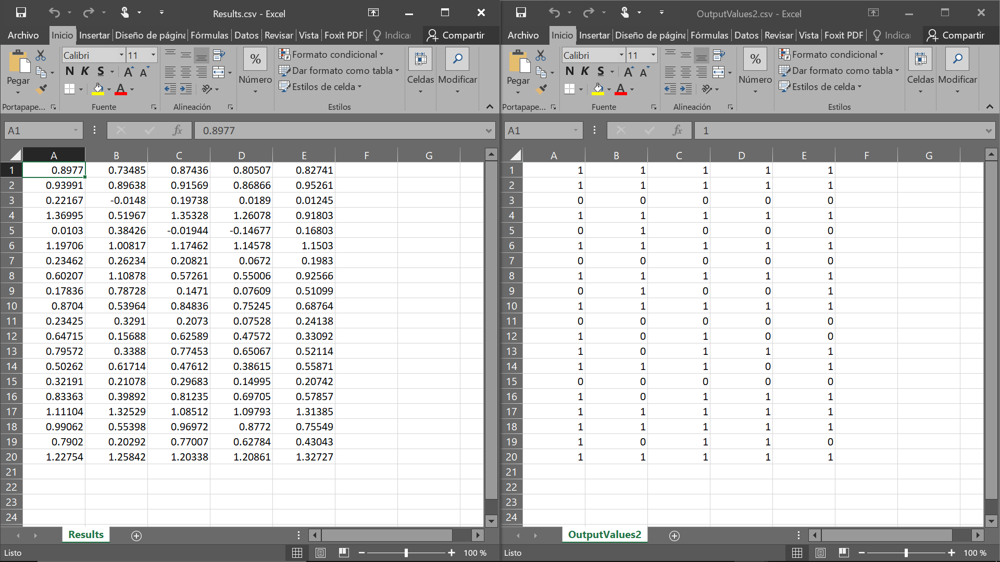 Results.csv - Excel
Archivo Inicio Insertar Diseño de página Fórmulas Datos Revisar Vista Foxit PDF Indica Compartir
Pegar
Calibri 11
N K S
Número
Formato condicional
Dar formato como tabla
Estilos de celda
Celdas Modificar
Portapape... Fuente Alineación Estilos
A1 fx 0.8977
A B C D E F G
1 0.8977 0.73485 0.87436 0.80507 0.82741
2 0.93991 0.89638 0.91569 0.86866 0.95261
3 0.22167 -0.0148 0.19738 0.0189 0.01245
4 1.36995 0.51967 1.35328 1.26078 0.91803
5 0.0103 0.38426 -0.01944 -0.14677 0.16803
6 1.19706 1.00817 1.17462 1.14578 1.1503
7 0.23462 0.26234 0.20821 0.0672 0.1983
8 0.60207 1.10878 0.57261 0.55006 0.92566
9 0.17836 0.78728 0.1471 0.07609 0.51099
10 0.8704 0.53964 0.84836 0.75245 0.68764
11 0.23425 0.3291 0.2073 0.07528 0.24138
12 0.64715 0.15688 0.62589 0.47572 0.33092
13 0.79572 0.3388 0.77453 0.65067 0.52114
14 0.50262 0.61714 0.47612 0.38615 0.55871
15 0.32191 0.21078 0.29683 0.14995 0.20742
16 0.83363 0.39892 0.81235 0.69705 0.57857
17 1.11104 1.32529 1.08512 1.09793 1.31385
18 0.99062 0.55398 0.96972 0.8772 0.75549
19 0.7902 0.20292 0.77007 0.62784 0.43043
20 1.22754 1.25842 1.20338 1.20861 1.32727
21
22
23
24
Results
Listo 100 %
OutputValues2.csv - Excel
Archivo Inicio Insertar Diseño de página Fórmulas Datos Revisar Vista Foxit PDF Indica Compartir
Pegar
Calibri 11
N K S
Número
Formato condicional
Dar formato como tabla
Estilos de celda
Celdas Modificar
Portapape... Fuente Alineación Estilos
A1 fx 1
A B C D E F G
1 1 1 1 1 1
2 1 1 1 1 1
3 0 0 0 0 0
4 1 1 1 1 1
5 0 1 0 0 0
6 1 1 1 1 1
7 0 0 0 0 0
8 1 1 1 1 1
9 0 1 0 0 1
10 1 1 1 1 1
11 0 0 0 0 0
12 1 0 1 0 0
13 1 0 1 1 1
14 1 1 1 0 1
15 0 0 0 0 0
16 1 0 1 1 1
17 1 1 1 1 1
18 1 1 1 1 1
19 1 0 1 1 0
20 1 1 1 1 1
21
22
23
24
OutputValues2
Listo 100 %